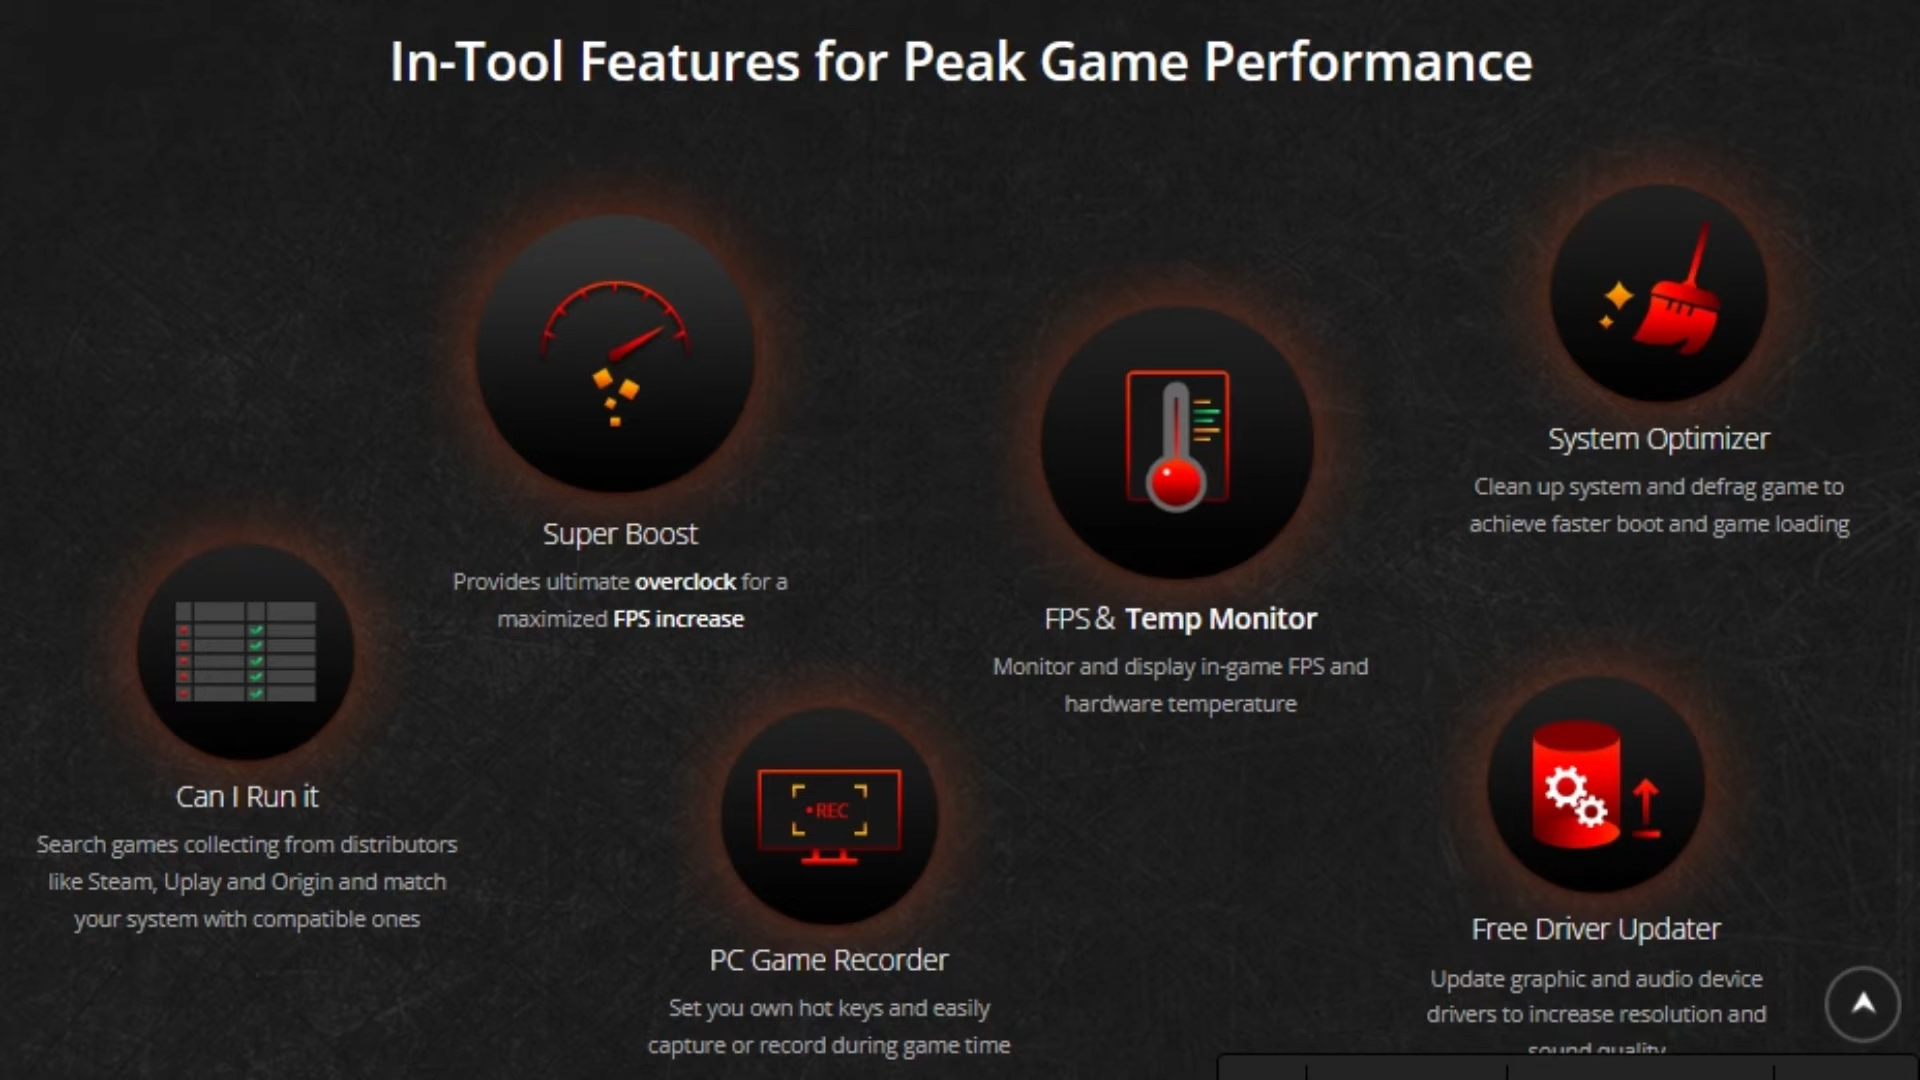 In-Tool Features for Peak Game Performance
System Optimizer
Clean up system and defrag game to
achieve faster boot and game loading
Super Boost
Provides ultimate overclock for a
maximized FPS increase
FPS & Temp Monitor
Monitor and display in-game FPS and
hardware temperature
Can I Run it
Search games collecting from distributors
like Steam, Uplay and Origin and match
your system with compatible ones
•REC
PC Game Recorder
Set you own hot keys and easily
capture or record during game time
Free Driver Updater
Update graphic and audio device
drivers to increase resolution and
sound quality